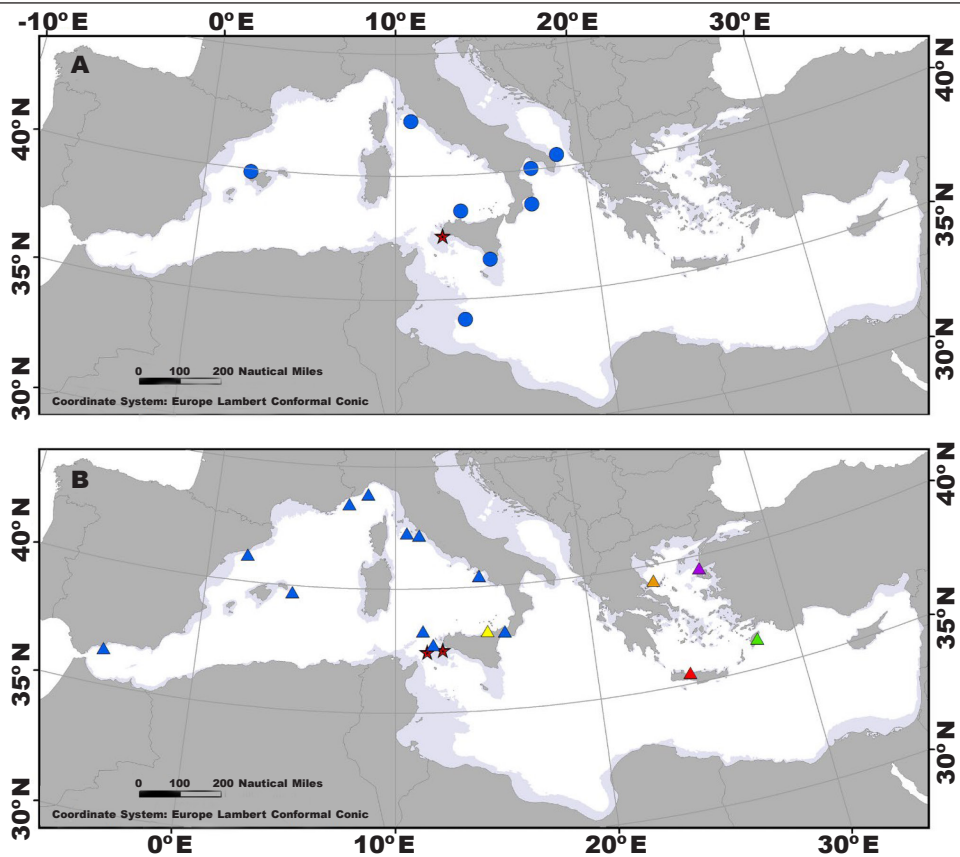 -10°E 0°E 10°E 20°E 30°E
A
40°N 40°N
35°N 35°N
30°N 30°N
0 100 200 Nautical Miles
Coordinate System: Europe Lambert Conformal Conic
B
40°N 40°N
35°N 35°N
30°N 30°N
0 100 200 Nautical Miles
Coordinate System: Europe Lambert Conformal Conic
0°E 10°E 20°E 30°E